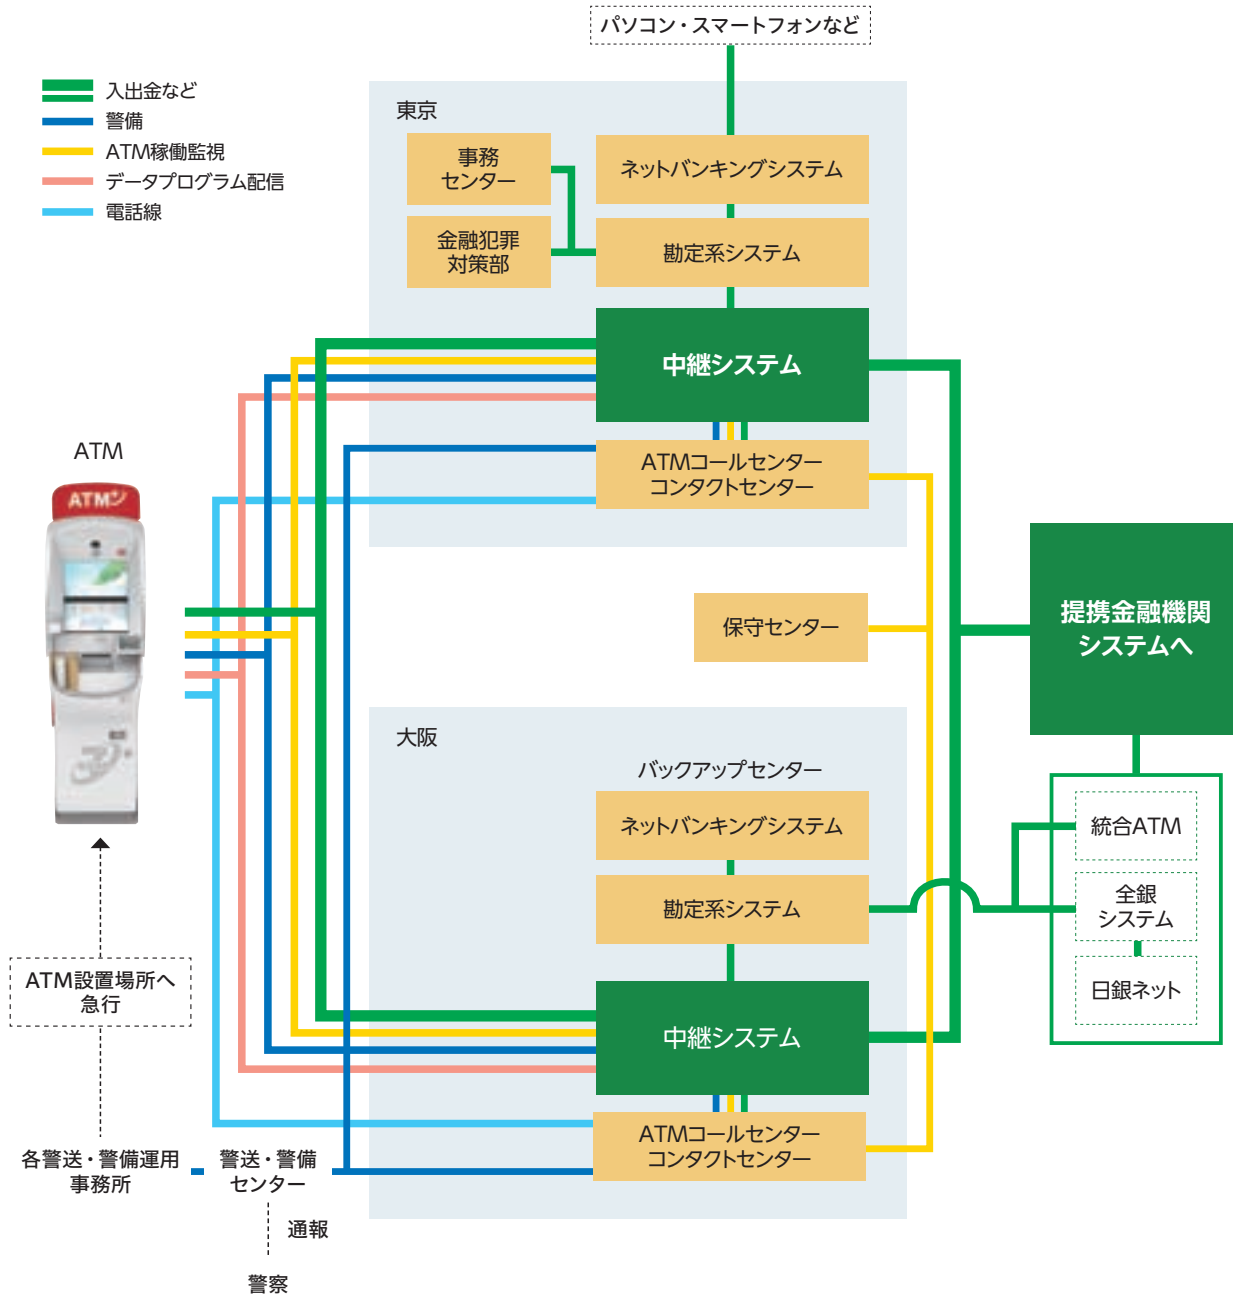 パソコン・スマートフォンなど
入出金など
警備
ATM稼働監視
データプログラム配信
電話線
東京
事務
センター
ネットバンキングシステム
金融犯罪
対策部
勘定系システム
中継システム
ATMコールセンター
コンタクトセンター
ATM
ATM
保守センター
提携金融機関
システムへ
大阪
バックアップセンター
ネットバンキングシステム
勘定系システム
中継システム
ATMコールセンター
コンタクトセンター
統合ATM
全銀
システム
日銀ネット
ATM設置場所へ
急行
各警送・警備運用
事務所
警送・警備
センター
通報
警察